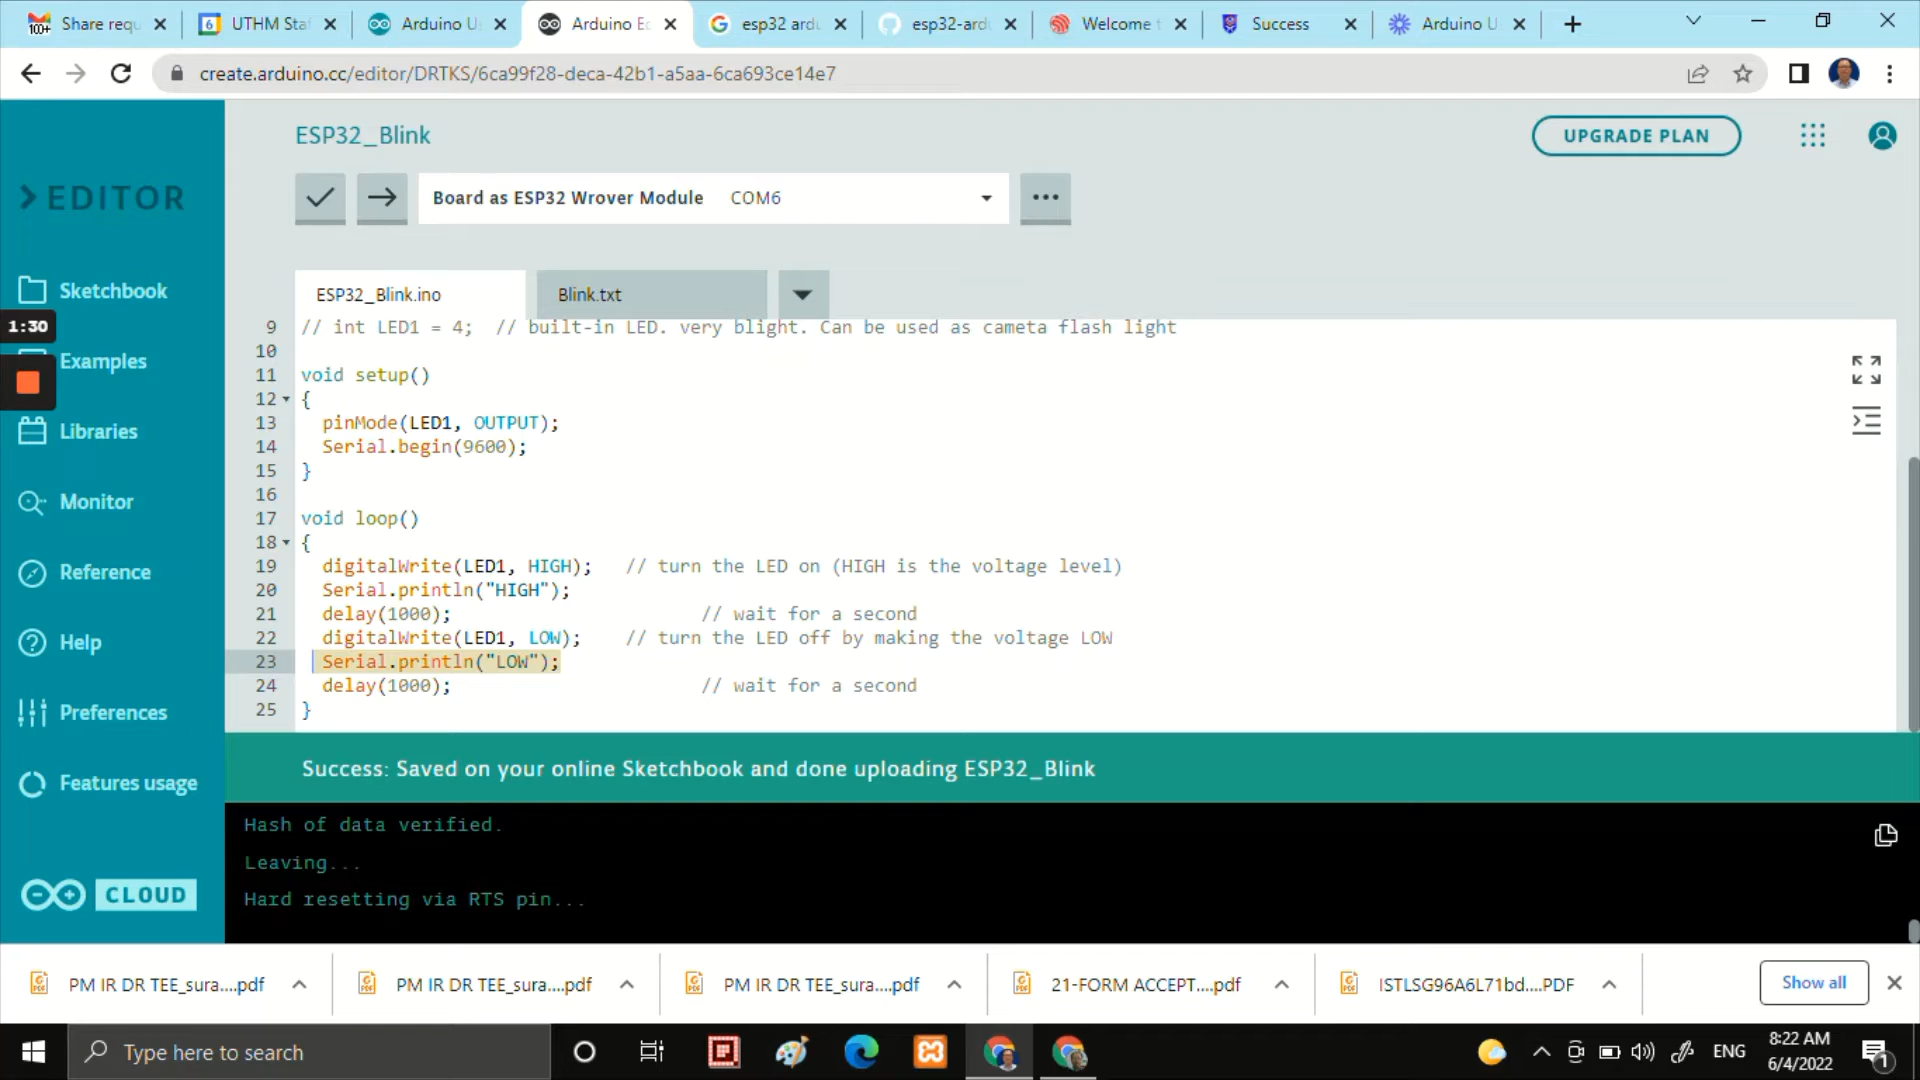 100+ Share requ
6 UTHM Staf
Arduino U
Arduino E
esp32 ardu
esp32-ard
Welcome t
Success
Arduino U
create.arduino.cc/editor/DRTKS/6ca99f28-deca-42b1-a5aa-6ca693ce14e7
ESP32_Blink
UPGRADE PLAN
EDITOR
Board as ESP32 Wrover Module COM6
Sketchbook
1:30
Examples
Libraries
Monitor
Reference
Help
Preferences
Features usage
CLOUD
ESP32_Blink.ino
Blink.txt
9 // int LED1 = 4; // built-in LED. very blight. Can be used as cameta flash light
10
11 void setup()
12 {
13 pinMode(LED1, OUTPUT);
14 Serial.begin(9600);
15 }
16
17 void loop()
18 {
19 digitalWrite(LED1, HIGH); // turn the LED on (HIGH is the voltage level)
20 Serial.println("HIGH");
21 delay(1000); // wait for a second
22 digitalWrite(LED1, LOW); // turn the LED off by making the voltage LOW
23 Serial.println("LOW");
24 delay(1000); // wait for a second
25 }
Success: Saved on your online Sketchbook and done uploading ESP32_Blink
Hash of data verified.
Leaving...
Hard resetting via RTS pin...
PM IR DR TEE_sura....pdf
PM IR DR TEE_sura....pdf
PM IR DR TEE_sura....pdf
21-FORM ACCEPT....pdf
ISTLSG96A6L71bd....PDF
Show all
Type here to search
ENG
8:22 AM
6/4/2022
1